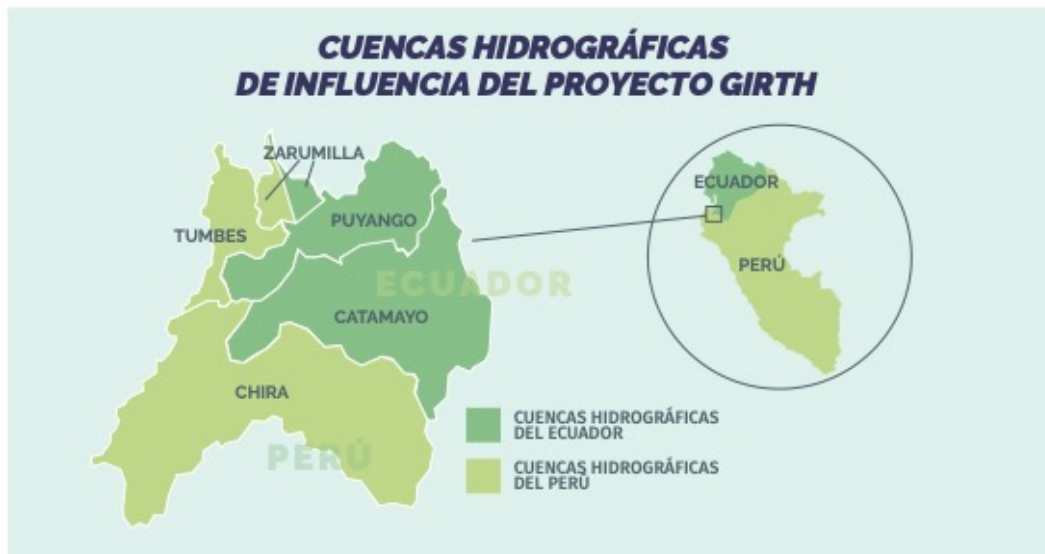 CUENCAS HIDROGRÁFICAS
DE INFLUENCIA DEL PROYECTO GIRTH
ZARUMILLA
TUMBES
PUYANGO
ECUADOR
CATAMAYO
CHIRA
PERÚ
ECUADOR
PERÚ
CUENCAS HIDROGRÁFICAS
DEL ECUADOR
CUENCAS HIDROGRÁFICAS
DEL PERÚ